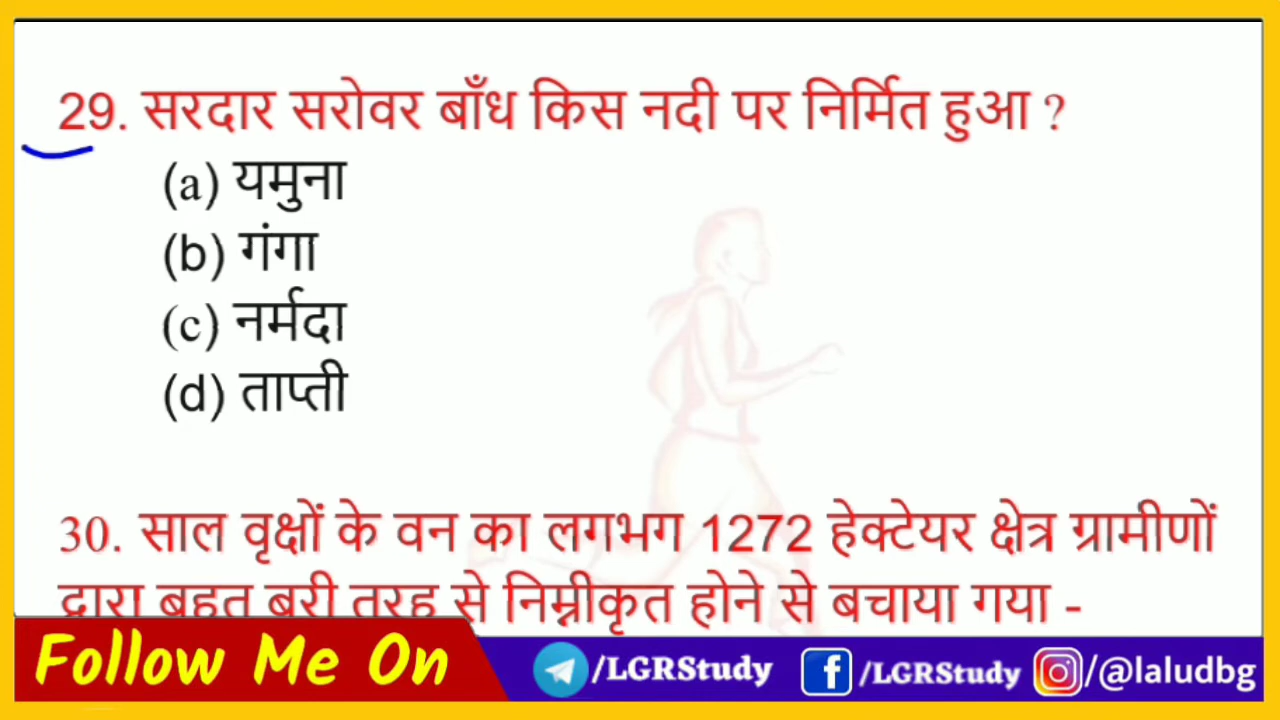 29. सरदार सरोवर बाँध किस नदी पर निर्मित हुआ ?
(a) यमुना
(b) गंगा
(c) नर्मदा
(d) ताप्ती
30. साल वृक्षों के वन का लगभग 1272 हेक्टेयर क्षेत्र ग्रामीणों
द्वारा बहुत बुरी तरह से निम्नीकृत होने से बचाया गया -
Follow Me On /LGRStudy /LGRStudy /@laludbg